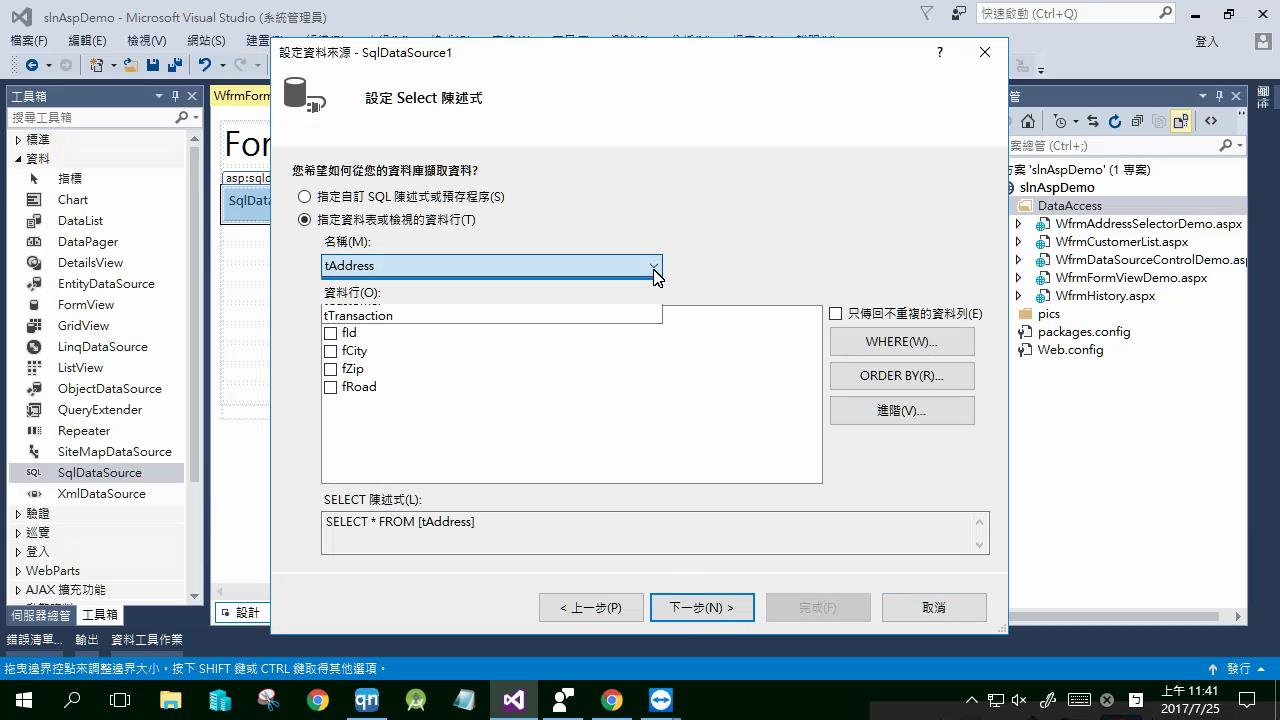 slnAspDemo - Microsoft Visual Studio (系統管理員)
快速啟動 (Ctrl+Q)
檔案(F) 編輯(E) 檢視(V) 網站(S)
登入
工具箱
搜尋工具箱
標準
資料
指標
Chart
DataList
DataPager
DetailsView
EntityDataSource
FormView
GridView
LinqDataSource
ListView
ObjectDataSource
QueryExtender
Repeater
SiteMapDataSource
SQL SqlDataSource
XmlDataSource
驗證
巡覽
登入
WebParts
AJAX 擴充功能
伺服器總管 工具箱
錯誤清單... 輸出 資料工具作業
WfrmForm
For
asp:sqld
SqlData
設計
設定資料來源 - SqlDataSource1
?
設定 Select 陳述式
您希望如何從您的資料庫擷取資料?
指定自訂 SQL 陳述式或預存程序(S)
指定資料表或檢視的資料行(T)
名稱(M):
tAddress
資料行(O):
tTransaction
fId
fCity
fZip
fRoad
只傳回不重複的資料列(E)
WHERE(W)...
ORDER BY(R)...
進階(V)...
SELECT 陳述式(L):
SELECT * FROM [tAddress]
< 上一步(P)
下一步(N) >
完成(F)
取消
管
案總管 (Ctrl+;)
方案 'slnAspDemo' (1 專案)
slnAspDemo
DataAccess
WfrmAddressSelectorDemo.aspx
WfrmCustomerList.aspx
WfrmDataSourceControlDemo.asp
WfrmFormViewDemo.aspx
WfrmHistory.aspx
pics
packages.config
Web.config
拖曳邊界控點來調整邊界大小。按下 SHIFT 鍵或 CTRL 鍵取得其他選項。
發行
qn
上午 11:41
2017/7/25